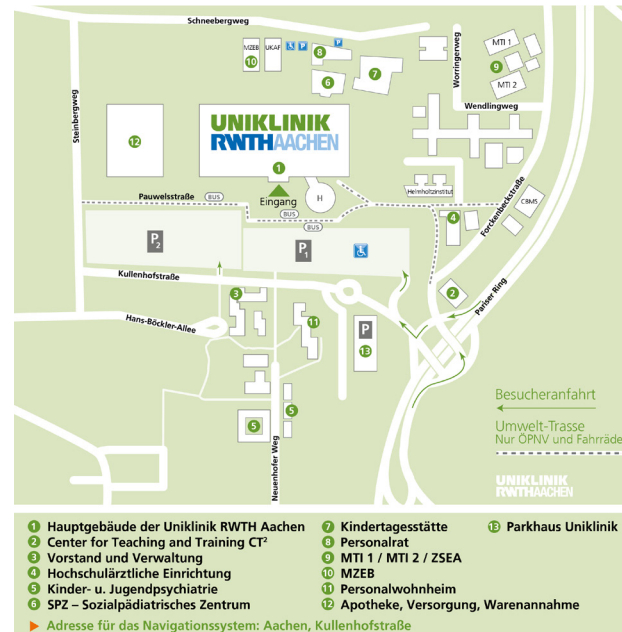 Schneebergweg
Steinbergweg
MZEB
UKAF
10
P
8
P
7
6
Worringerweg
MTI 1
9
MTI 2
Wendlingweg
12
UNIKLINIK
RWTHAACHEN
1
Eingang
H
Helmholtzinstitut
Pauwelsstraße
BUS
BUS
BUS
4
CBMS
Forckenbeckstraße
P2
P1
Kullenhofstraße
2
Pariser Ring
3
Hans-Böckler-Allee
11
P
13
5
5
Neuenhofer Weg
Besucheranfahrt
Umwelt-Trasse
Nur ÖPNV und Fahrräder
UNIKLINIK
RWTHAACHEN
1 Hauptgebäude der Uniklinik RWTH Aachen
2 Center for Teaching and Training CT²
3 Vorstand und Verwaltung
4 Hochschulärztliche Einrichtung
5 Kinder- u. Jugendpsychiatrie
6 SPZ – Sozialpädiatrisches Zentrum
7 Kindertagesstätte
8 Personalrat
9 MTI 1 / MTI 2 / ZSEA
10 MZEB
11 Personalwohnheim
12 Apotheke, Versorgung, Warenannahme
13 Parkhaus Uniklinik
Adresse für das Navigationssystem: Aachen, Kullenhofstraße